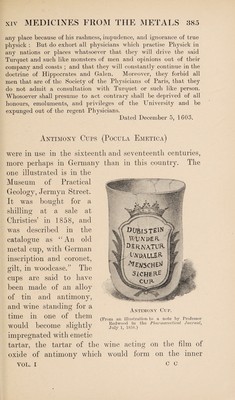 XIV MEDICINES FROM THE METALS 385
any place because of his rashness, impudence, and ignorance of true
physick : But do exhort all physicians which practise Physick in
any nations or places whatsoever that they will drive the said
Turquet and such like monsters of men and opinions out of their
company and coasts ; and that they will constantly continue in the
doctrine of Hippocrates and Galen. Moreover, they forbid all
men that are of the Society of the Physicians of Paris, that they
do not admit a consultation with Turquet or such like person.
Whosoever shall presume to act contrary shall be deprived of all
honours, emoluments, and privileges of the University and be
expunged out of the regent Physicians.
Dated December 5, 1603.
Antimony Cups (Pocula Emetica)
were in use in the sixteenth and seventeenth centuries,
more perhaps in Germany than in this country. The
one illustrated is in the
Museum of Practical
Geology, Jermyn Street.
It was bought for a
shilling at a sale at
Christies' in 1858, and
was described in the
catalogue as "An old
metal cup, with German
inscription and coronet,
gilt, in woodcase." The
cups are said to have
been made of an alloy
of tin and antimony,
and wine standing for a
time in one of them
would become slightly
impregnated with emetic
DU BIST EIN
WUNDER
DER NATUR
UND ALLER
MENSCHEN
SICHERE
CUR
Antimony Cup.
(From an illustration to a note by Professor
Redwood in the Pharmaceutical Journal,
July 1, 1858.)
tartar, the tartar of the wine acting on the film of
oxide of antimony which would form on the inner
VOL. I C C